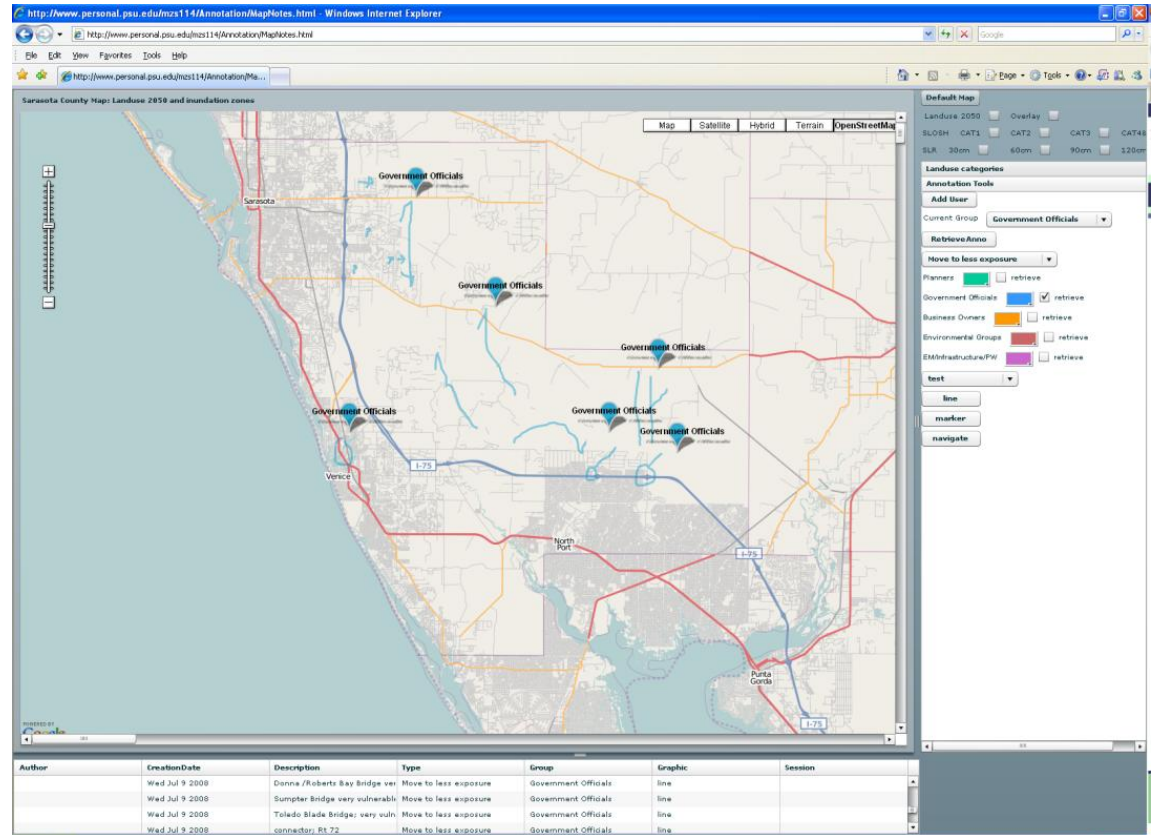 http://www.personal.psu.edu/mzs114/Annotation/MapNotes.html - Windows Internet Explorer
http://www.personal.psu.edu/mzs114/Annotation/MapNotes.html
Google
File Edit View Favorites Tools Help
http://www.personal.psu.edu/mzs114/Annotation/Ma...
Page Tools
Sarasota County Map: Landuse 2050 and inundation zones
Default Map
Landuse 2050 Overlay
SLOSH CAT1 CAT2 CAT3
SLR 30cm 60cm 90cm 120cm
Map Satellite Hybrid Terrain OpenStreetMap
Landuse categories
Annotation Tools
Add User
Current Group Government Officials
RetrieveAnno
Move to less exposure
Planners retrieve
Government Officials retrieve
Business Owners retrieve
Environmental Groups retrieve
EM/Infrastructure/PW retrieve
test
line
marker
navigate
Government Officials
Sarasota
Government Officials
Government Officials
Government Officials
Government Officials
Government Officials
I-75
Venice
North Port
I-75
Punta Gorda
I-75
POWERED BY
Google
Author CreationDate Description Type Group Graphic Session
Wed Jul 9 2008 Donna /Roberts Bay Bridge ver Move to less exposure Government Officials line
Wed Jul 9 2008 Sumpter Bridge very vulnerabl Move to less exposure Government Officials line
Wed Jul 9 2008 Toledo Blade Bridge; very vuln Move to less exposure Government Officials line
Wed Jul 9 2008 connector; Rt 72 Move to less exposure Government Officials line